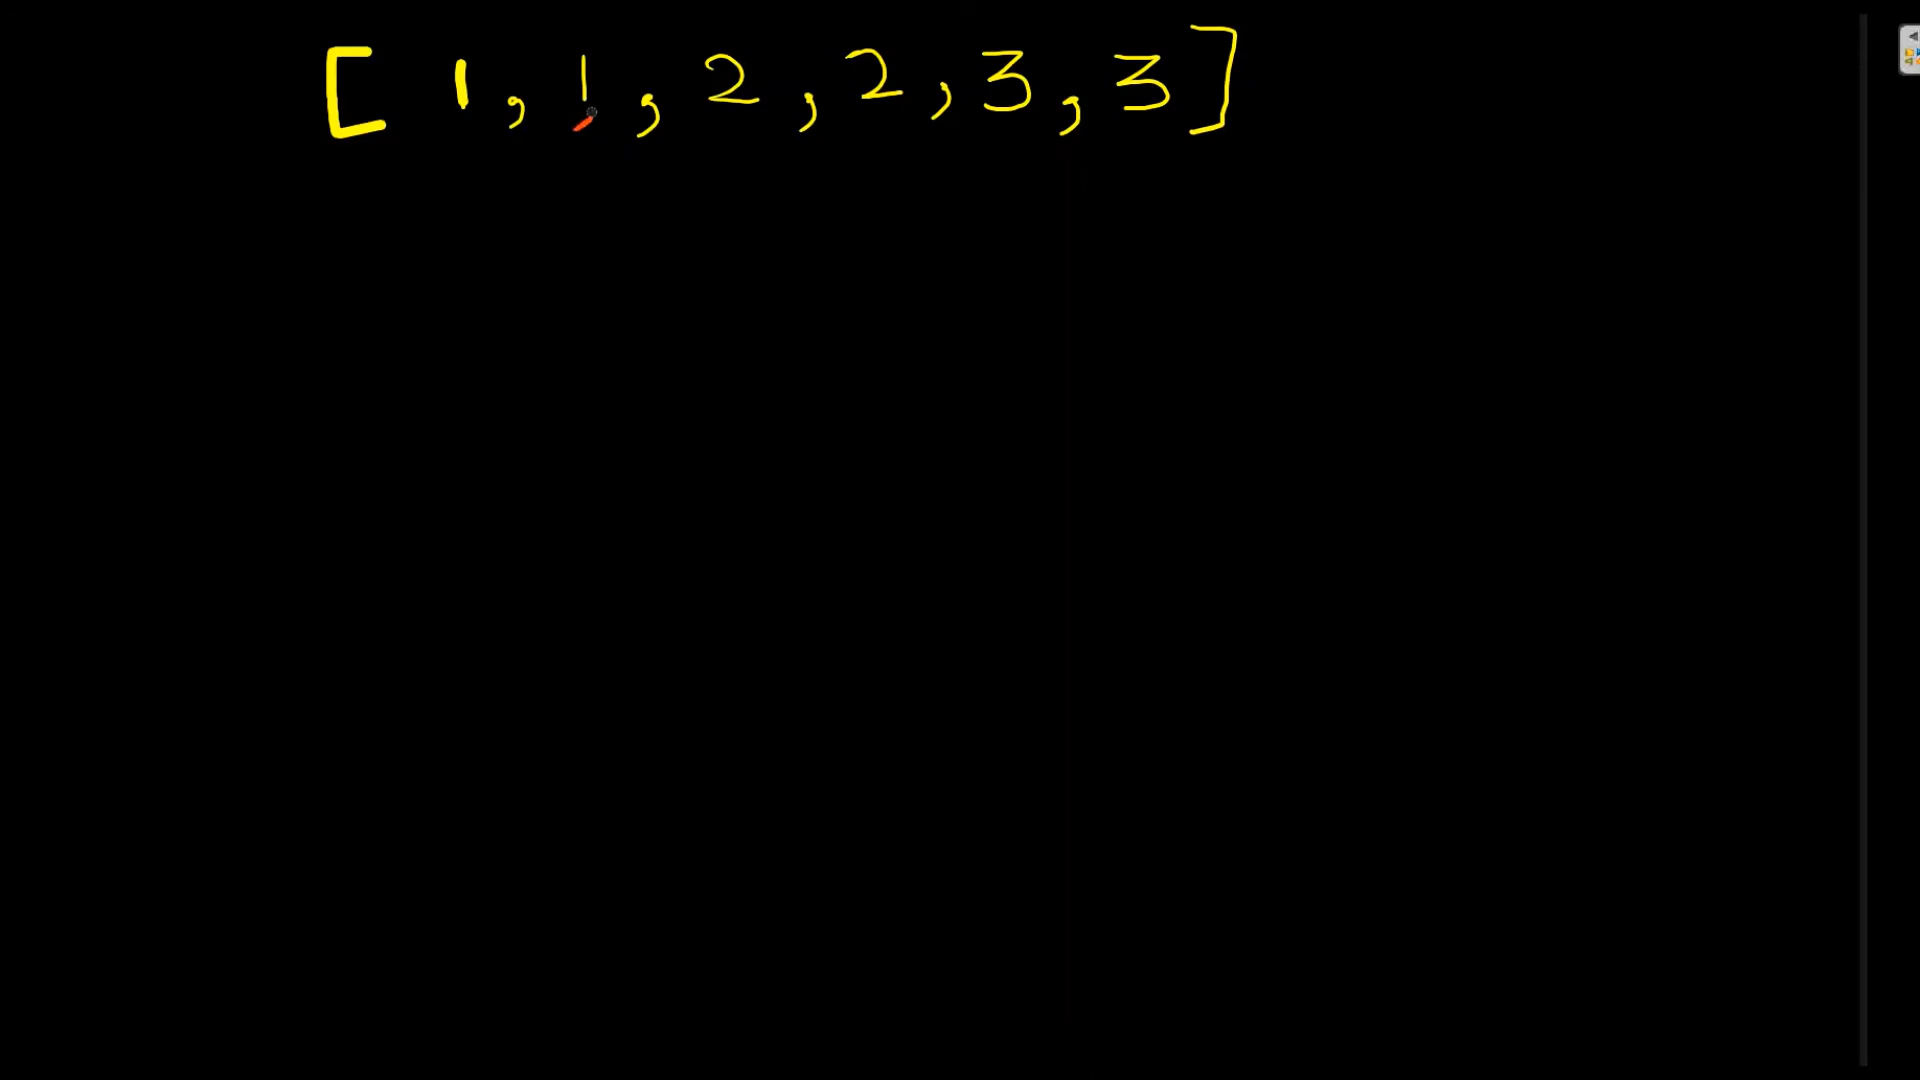 [ 1 , 1 , 2 , 2 , 3 , 3 ]